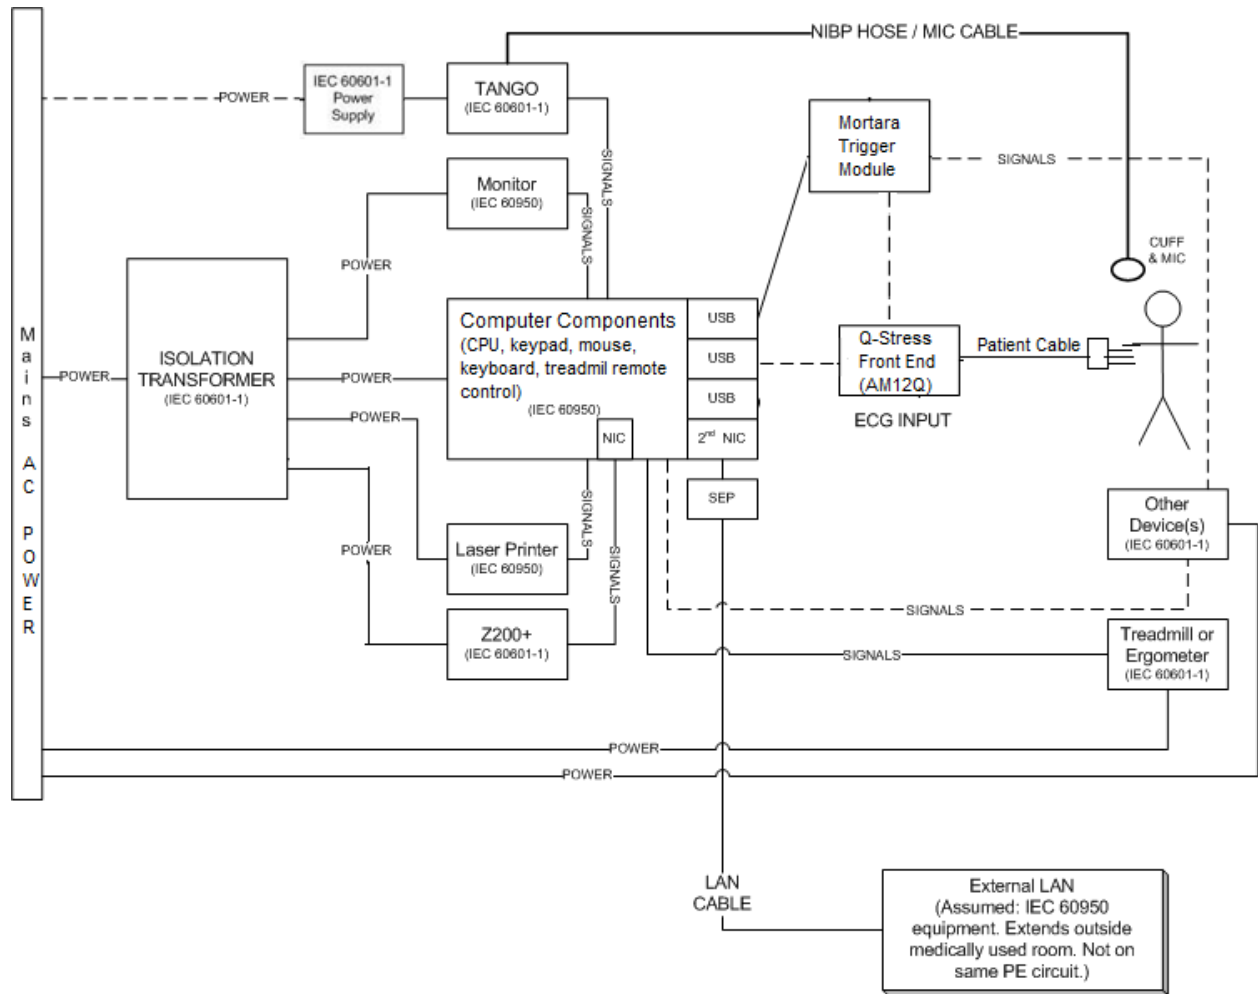 NIBP HOSE / MIC CABLE
IEC 60601-1
Power
Supply
POWER
TANGO
(IEC 60601-1)
SIGNALS
Mortara
Trigger
Module
SIGNALS
Monitor
(IEC 60950)
SIGNALS
CUFF
& MIC
POWER
Mains AC POWER
POWER
ISOLATION
TRANSFORMER
(IEC 60601-1)
POWER
POWER
POWER
Computer Components
(CPU, keypad, mouse,
keyboard, treadmil remote
control)
(IEC 60950)
NIC
USB
USB
USB
2nd NIC
SEP
Q-Stress
Front End
(AM12Q)
ECG INPUT
Patient Cable
Other
Device(s)
(IEC 60601-1)
SIGNALS
Laser Printer
(IEC 60950)
SIGNALS
SIGNALS
Z200+
(IEC 60601-1)
SIGNALS
Treadmill or
Ergometer
(IEC 60601-1)
POWER
POWER
LAN
CABLE
External LAN
(Assumed: IEC 60950
equipment. Extends outside
medically used room. Not on
same PE circuit.)